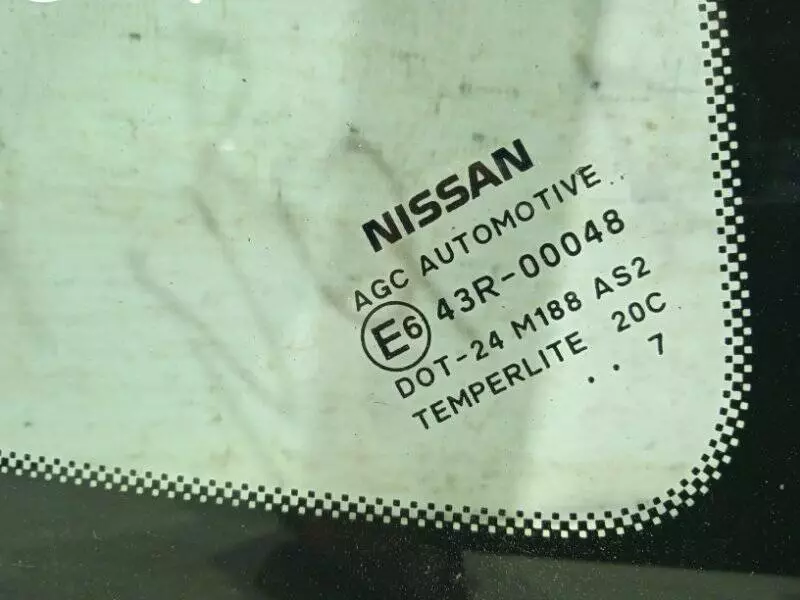 NISSAN
AGC AUTOMOTIVE ..
E6 43R-00048
DOT-24 M188 AS2
TEMPERLITE 20C
. . 7